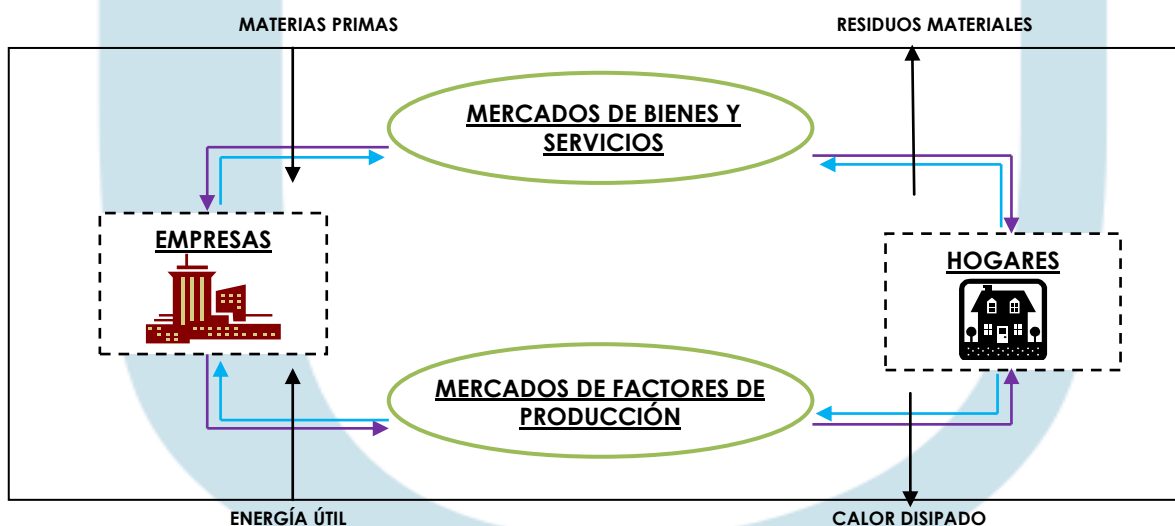 MATERIAS PRIMAS
RESIDUOS MATERIALES
MERCADOS DE BIENES Y
SERVICIOS
EMPRESAS
HOGARES
MERCADOS DE FACTORES DE
PRODUCCIÓN
ENERGÍA ÚTIL
CALOR DISIPADO